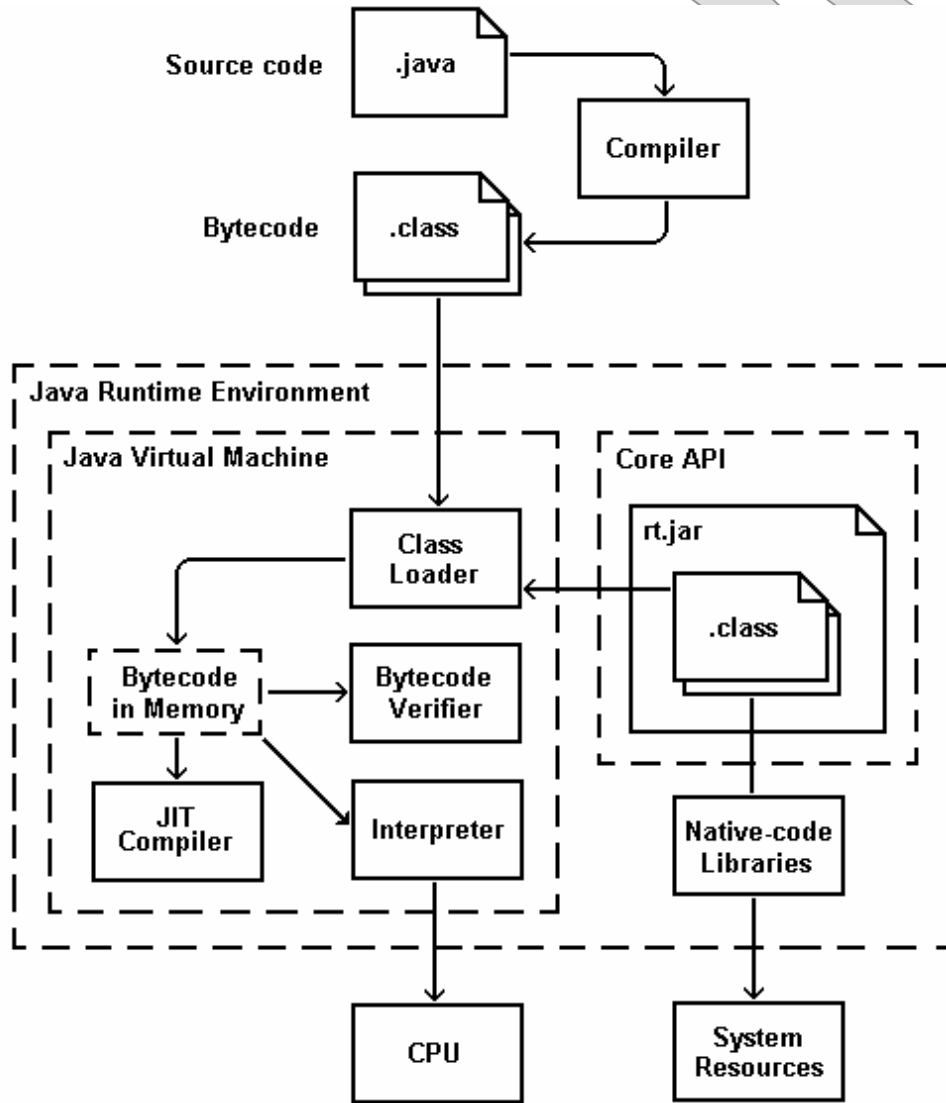 Source code
.java
Compiler
Bytecode
.class
Java Runtime Environment
Java Virtual Machine
Core API
Class
Loader
rt.jar
.class
Bytecode
in Memory
Bytecode
Verifier
JIT
Compiler
Interpreter
Native-code
Libraries
CPU
System
Resources